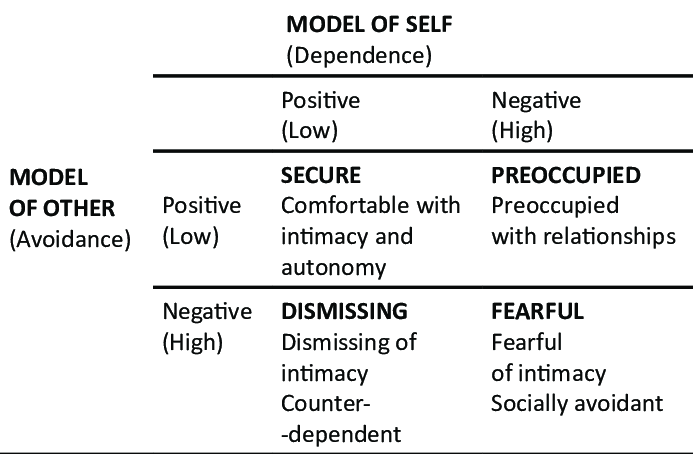 MODEL OF SELF
(Dependence)
Positive
(Low)
Negative
(High)
MODEL
OF OTHER
(Avoidance)
Positive
(Low)
SECURE
Comfortable with
intimacy and
autonomy
PREOCCUPIED
Preoccupied
with relationships
Negative
(High)
DISMISSING
Dismissing of
intimacy
Counter-
-dependent
FEARFUL
Fearful
of intimacy
Socially avoidant